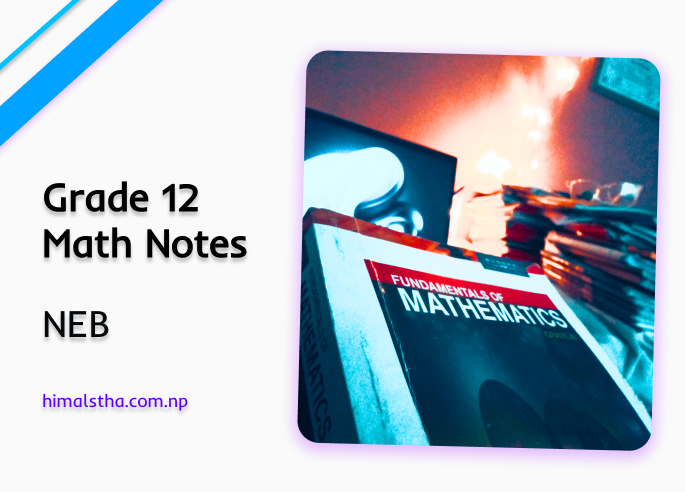 Grade 12
Math Notes
NEB
himalstha.com.np
FUNDAMENTALS OF
MATHEMATICS